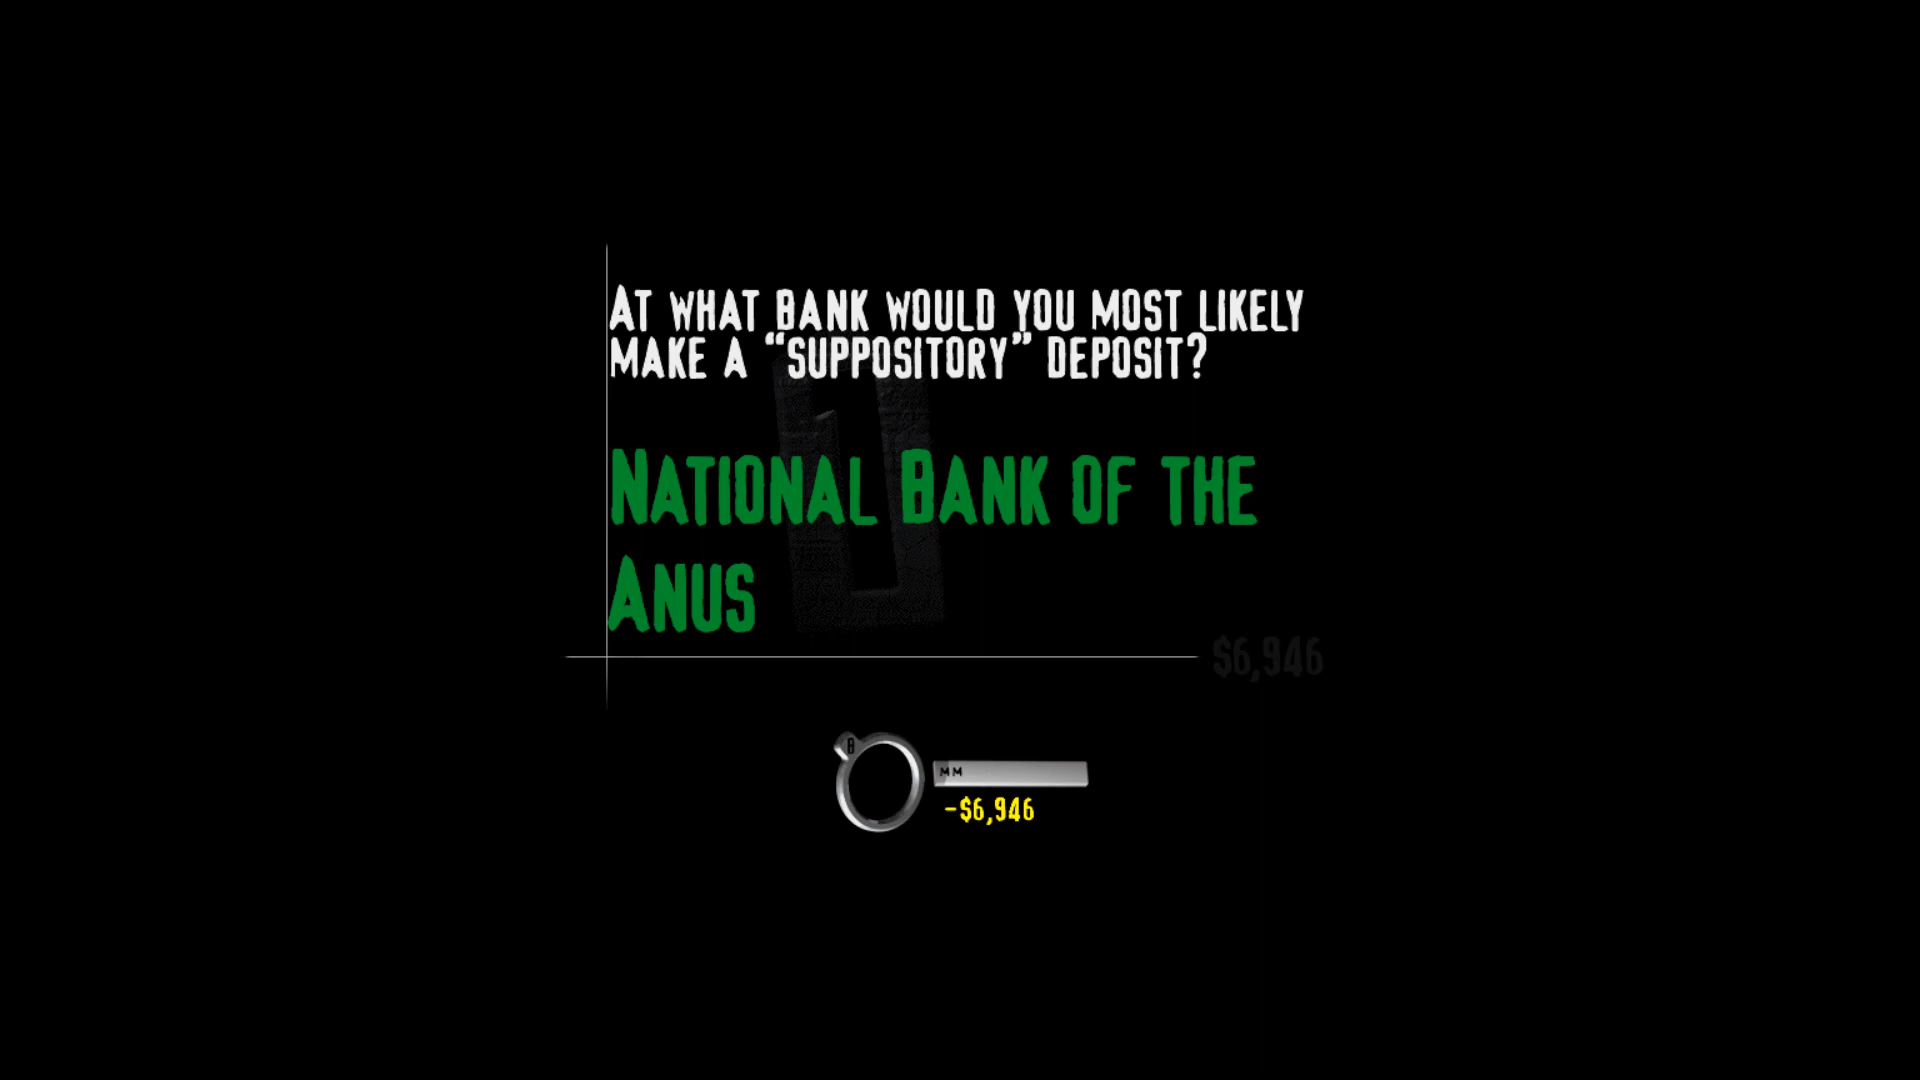 At what bank would you most likely
make a “suppository” deposit?
National Bank of the
Anus
$6,946
B
MM
-$6,946